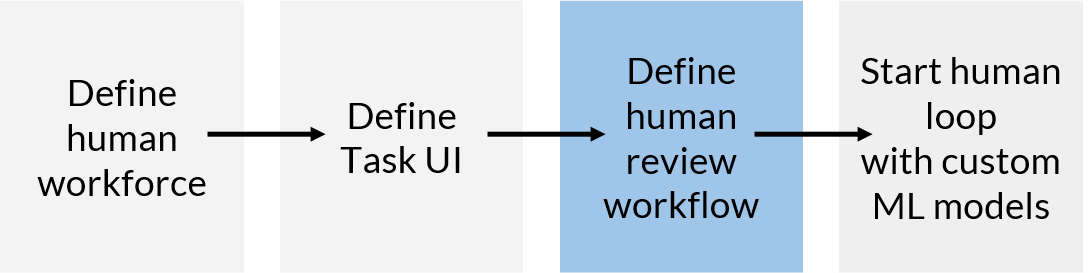 Define
human
workforce
Define
Task UI
Define
human
review
workflow
Start human
loop
with custom
ML models